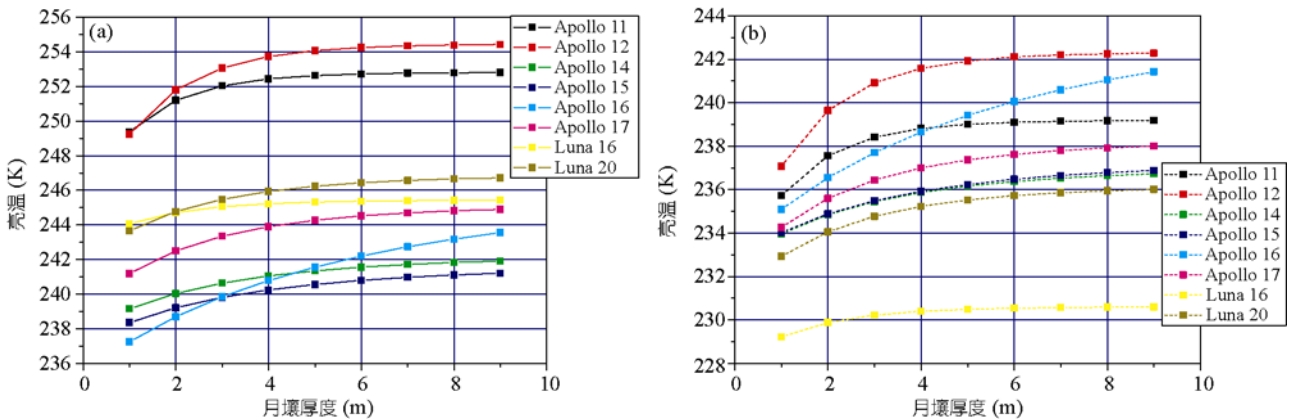 (a)
256
254
252
250
248
246
244
242
240
238
236
亮温 (K)
0
2
4
6
8
10
月壤厚度 (m)
Apollo 11
Apollo 12
Apollo 14
Apollo 15
Apollo 16
Apollo 17
Luna 16
Luna 20
(b)
244
242
240
238
236
234
232
230
228
亮温 (K)
0
2
4
6
8
10
月壤厚度 (m)
Apollo 11
Apollo 12
Apollo 14
Apollo 15
Apollo 16
Apollo 17
Luna 16
Luna 20